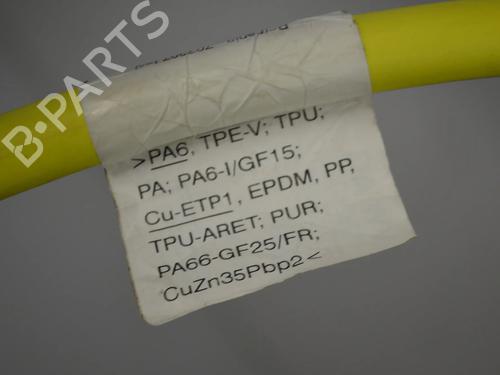 B-PARTS
>PA6, TPE-V; TPU;
PA; PA6-I/GF15;
Cu-ETP1, EPDM, PP,
TPU-ARET; PUR;
PA66-GF25/FR;
CuZn35Pbp2<